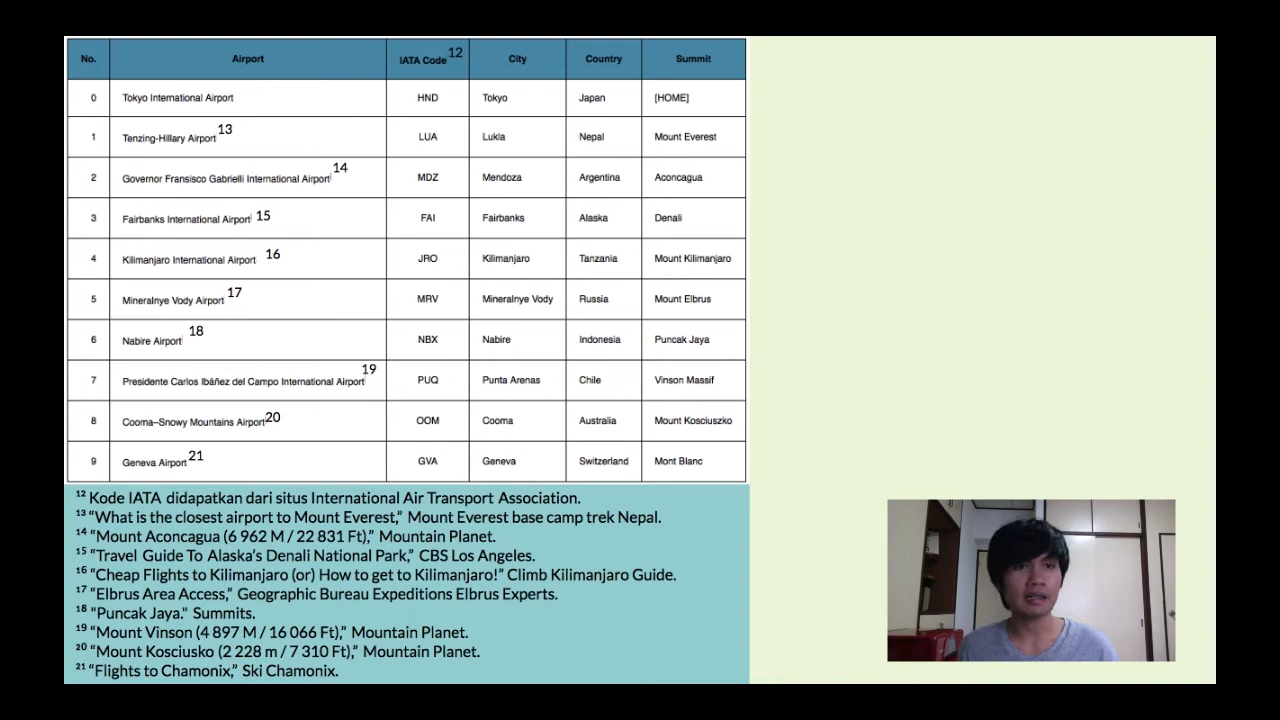 No. Airport IATA Code 12 City Country Summit
0 Tokyo International Airport HND Tokyo Japan [HOME]
1 Tenzing-Hillary Airport 13 LUA Lukla Nepal Mount Everest
2 Governor Fransisco Gabrielli International Airport 14 MDZ Mendoza Argentina Aconcagua
3 Fairbanks International Airport 15 FAI Fairbanks Alaska Denali
4 Kilimanjaro International Airport 16 JRO Kilimanjaro Tanzania Mount Kilimanjaro
5 Mineralnye Vody Airport 17 MRV Mineralnye Vody Russia Mount Elbrus
6 Nabire Airport 18 NBX Nabire Indonesia Puncak Jaya
7 Presidente Carlos Ibáñez del Campo International Airport 19 PUQ Punta Arenas Chile Vinson Massif
8 Cooma–Snowy Mountains Airport 20 OOM Cooma Australia Mount Kosciuszko
9 Geneva Airport 21 GVA Geneva Switzerland Mont Blanc
12 Kode IATA didapatkan dari situs International Air Transport Association.
13 “What is the closest airport to Mount Everest,” Mount Everest base camp trek Nepal.
14 “Mount Aconcagua (6 962 M / 22 831 Ft),” Mountain Planet.
15 “Travel Guide To Alaska’s Denali National Park,” CBS Los Angeles.
16 “Cheap Flights to Kilimanjaro (or) How to get to Kilimanjaro!” Climb Kilimanjaro Guide.
17 “Elbrus Area Access,” Geographic Bureau Expeditions Elbrus Experts.
18 "Puncak Jaya." Summits.
19 “Mount Vinson (4 897 M / 16 066 Ft),” Mountain Planet.
20 “Mount Kosciusko (2 228 m / 7 310 Ft),” Mountain Planet.
21 “Flights to Chamonix,” Ski Chamonix.